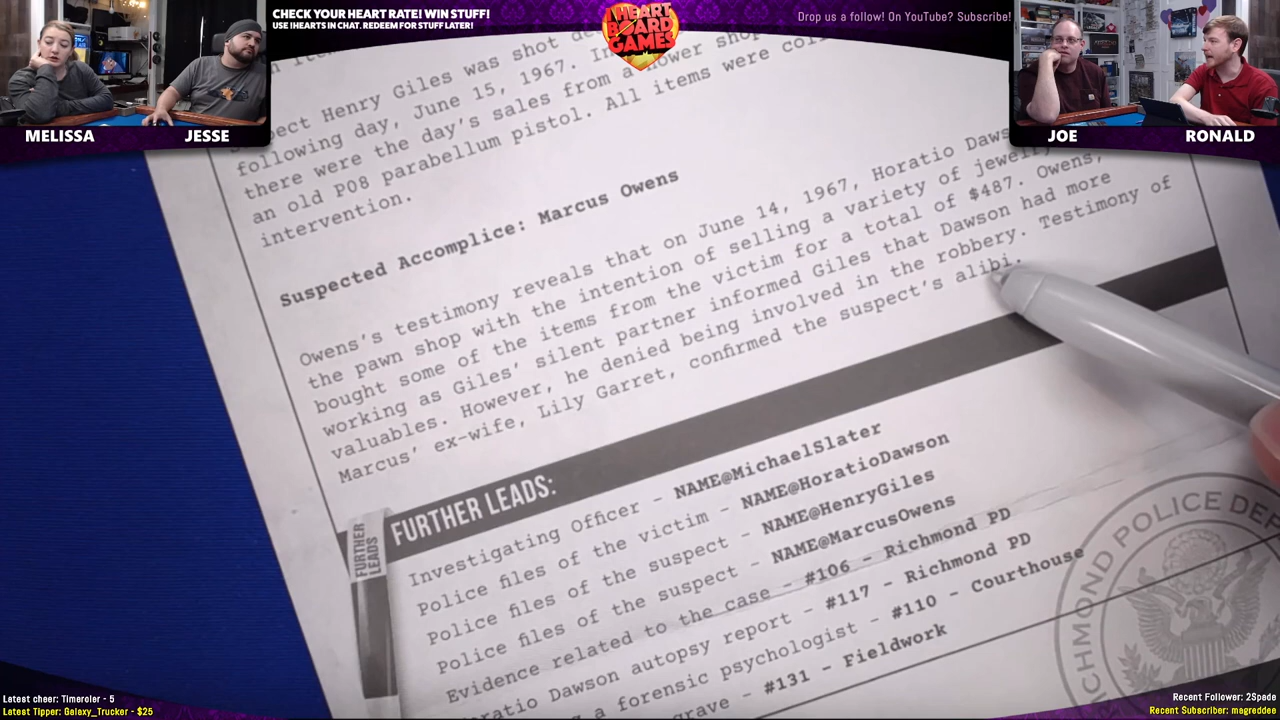 CHECK YOUR HEART RATE! WIN STUFF!
USE !HEARTS IN CHAT. REDEEM FOR STUFF LATER!
I HEART BOARD GAMES
Drop us a follow! On YouTube? Subscribe!
MELISSA
JESSE
JOE
RONALD
Henry Giles was shot
following day, June 15, 1967.
there were the day's sales from a flower
an old P08 parabellum pistol. All items were
intervention.
Suspected Accomplice: Marcus Owens
Owens's testimony reveals that on June 14, 1967, Horatio
the pawn shop with the intention of selling a variety of
bought some of the items from the victim for a total of $487. Owens,
working as Giles' silent partner informed Giles that Dawson had more
valuables. However, he denied being involved in the robbery. Testimony of
Marcus' ex-wife, Lily Garret, confirmed the suspect's alibi.
FURTHER LEADS
FURTHER LEADS:
Investigating Officer - NAME@MichaelSlater
Police files of the victim - NAME@HoratioDawson
Police files of the suspect - NAME@HenryGiles
Police files of the suspect - NAME@MarcusOwens
Evidence related to the case - #106 - Richmond PD
Dawson autopsy report - #117 - Richmond PD
a forensic psychologist - #110 - Courthouse
#131 - Fieldwork
RICHMOND POLICE
Latest cheer: Timeroler - 5
Latest Tipper: Galaxy_Trucker - $25
Recent Follower: 2Spade
Recent Subscriber: magreddee